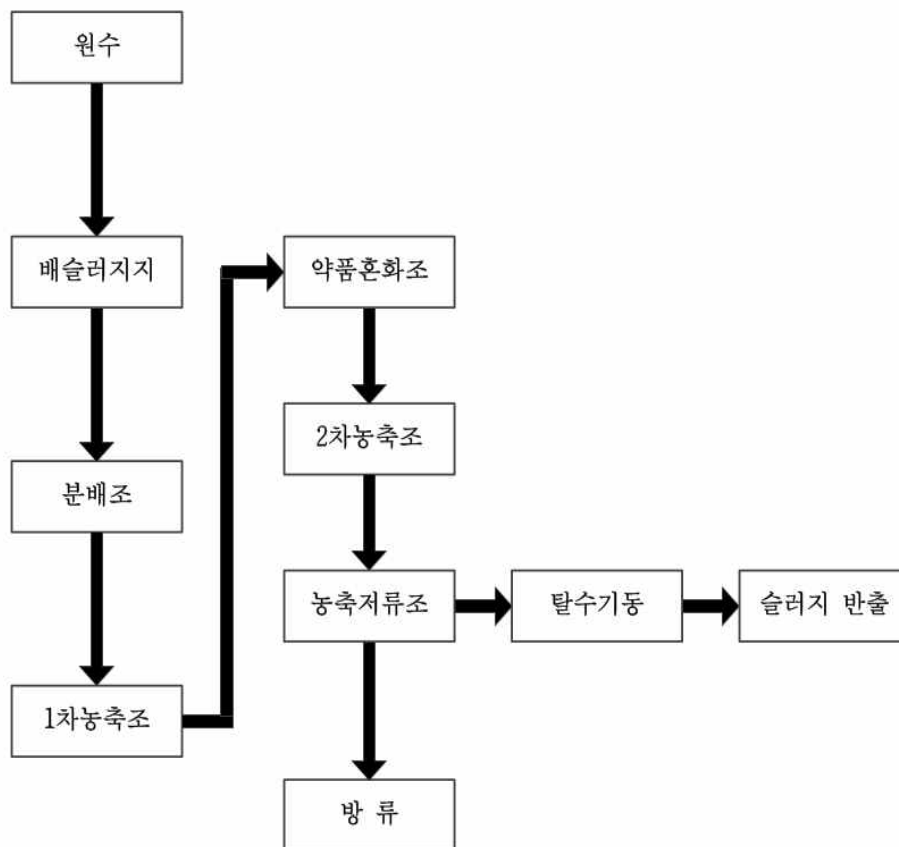 원수
배슬러지지
분배조
1차농축조
약품혼화조
2차농축조
농축저류조
탈수기동
슬러지 반출
방 류